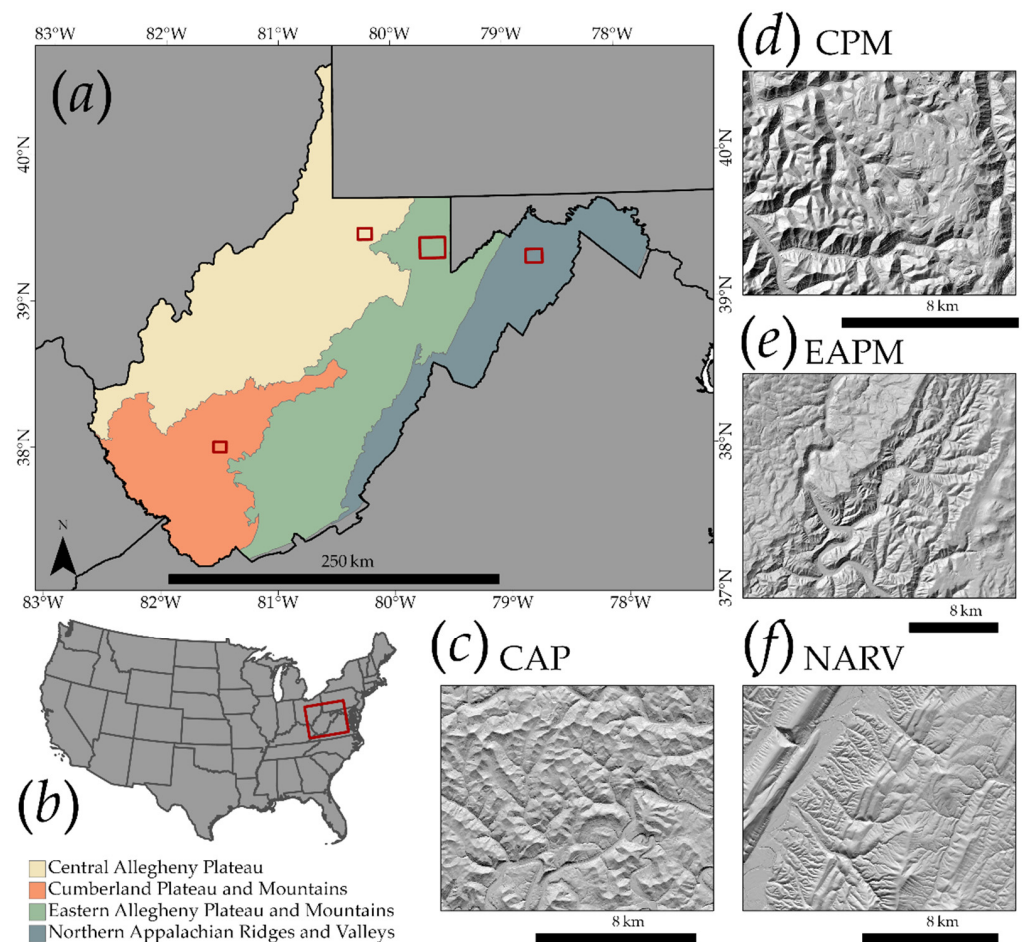 83°W 82°W 81°W 80°W 79°W 78°W
(a)
40°N 40°N
39°N 39°N
38°N 38°N
37°N
N
250 km
83°W 82°W 81°W 80°W 79°W 78°W
(b)
Central Allegheny Plateau
Cumberland Plateau and Mountains
Eastern Allegheny Plateau and Mountains
Northern Appalachian Ridges and Valleys
(c) CAP
8 km
(d) CPM
8 km
(e) EAPM
8 km
(f) NARV
8 km